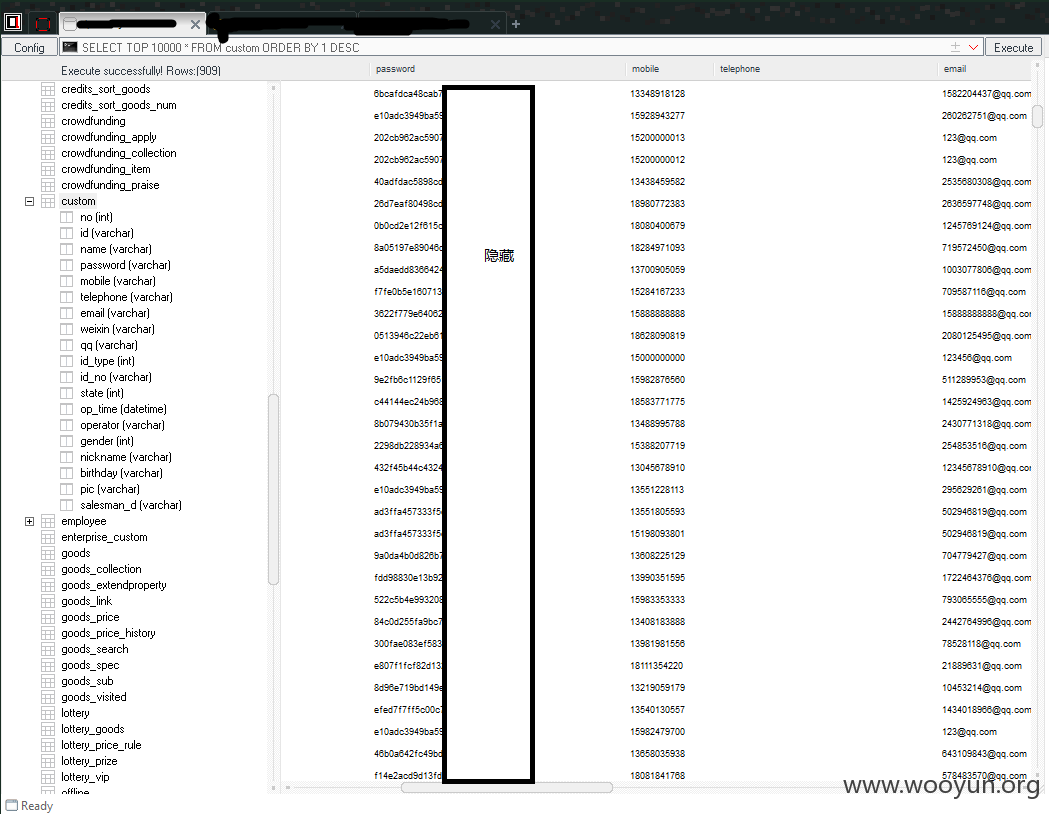 Config
SELECT TOP 10000 * FROM custom ORDER BY 1 DESC
Execute
Execute successfully! Rows:(909)
credits_sort_goods
credits_sort_goods_num
crowdfunding
crowdfunding_apply
crowdfunding_collection
crowdfunding_item
crowdfunding_praise
custom
no (int)
id (varchar)
name (varchar)
password (varchar)
mobile (varchar)
telephone (varchar)
email (varchar)
weixin (varchar)
qq (varchar)
id_type (int)
id_no (varchar)
state (int)
op_time (datetime)
operator (varchar)
gender (int)
nickname (varchar)
birthday (varchar)
pic (varchar)
salesman_d (varchar)
employee
enterprise_custom
goods
goods_collection
goods_extendproperty
goods_link
goods_price
goods_price_history
goods_search
goods_spec
goods_sub
goods_visited
lottery
lottery_goods
lottery_price_rule
lottery_prize
lottery_vip
offline
password mobile telephone email
6bcafdca48cab7 13348918128 1582204437@qq.com
e10adc3949ba59 15928943277 260262751@qq.com
202cb962ac5907 15200000013 123@qq.com
202cb962ac5907 15200000012 123@qq.com
40adfdac5898cd 13438459582 2535680308@qq.com
26d7eaf80498cd 18980772383 2636597748@qq.com
0b0cd2e12f615c 18080400679 1245769124@qq.com
8a05197e89046c 18284971093 719572450@qq.com
a5daedd8366424 13700905059 1003077806@qq.com
f7fe0b5e160713 15284167233 709587116@qq.com
3622f779e64062 15888888888 15888888888@qq.co
0513946c22eb61 18628090819 2080125495@qq.com
e10adc3949ba59 15000000000 123456@qq.com
9e2fb6c1129f65 15982876560 511289953@qq.com
c44144ec24b968 18583771775 1425924963@qq.com
8b079430b35f1a 13488995788 2430771318@qq.com
2298db228934a6 15388207719 254853516@qq.com
432f45b44c4324 13045678910 12345678910@qq.co
e10adc3949ba59 13551228113 295629261@qq.com
ad3ffa457333f5 13551805593 502946819@qq.com
ad3ffa457333f5 15198093801 502946819@qq.com
9a0da4b0d826b7 13608225129 704779427@qq.com
fdd98830e13b92 13990351595 1722464376@qq.com
522c5b4e993208 15983353333 793065555@qq.com
84c0d255fa9bc7 13408183888 2442764996@qq.com
300fae083ef583 13981981556 78528118@qq.com
e807f1fcf82d13 18111354220 21889631@qq.com
8d96e719bd149e 13219059179 10453214@qq.com
efed7f7ff5c00c 13540130557 1434018966@qq.com
e10adc3949ba59 15982479700 123@qq.com
46b0a642fc49bd 13658035938 643109843@qq.com
f14e2acd9d13fd 18081841768 578483570@qq.com
隐藏
www.wooyun.org
Ready